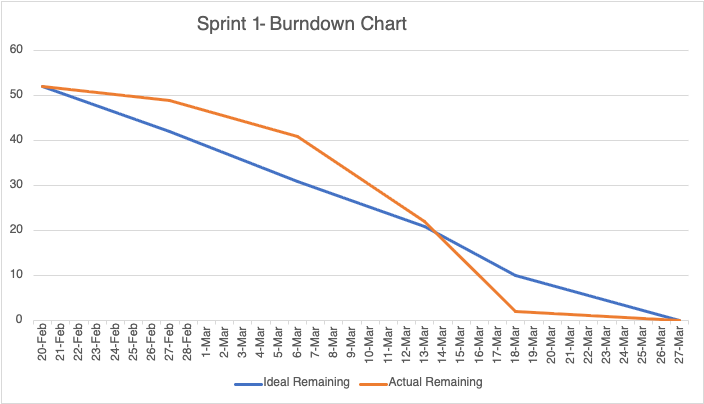 Sprint 1- Burndown Chart
60
50
40
30
20
10
0
20-Feb
21-Feb
22-Feb
23-Feb
24-Feb
25-Feb
26-Feb
27-Feb
28-Feb
1-Mar
2-Mar
3-Mar
4-Mar
5-Mar
6-Mar
7-Mar
8-Mar
9-Mar
10-Mar
11-Mar
12-Mar
13-Mar
14-Mar
15-Mar
16-Mar
17-Mar
18-Mar
19-Mar
20-Mar
21-Mar
22-Mar
23-Mar
24-Mar
25-Mar
26-Mar
27-Mar
Ideal Remaining Actual Remaining